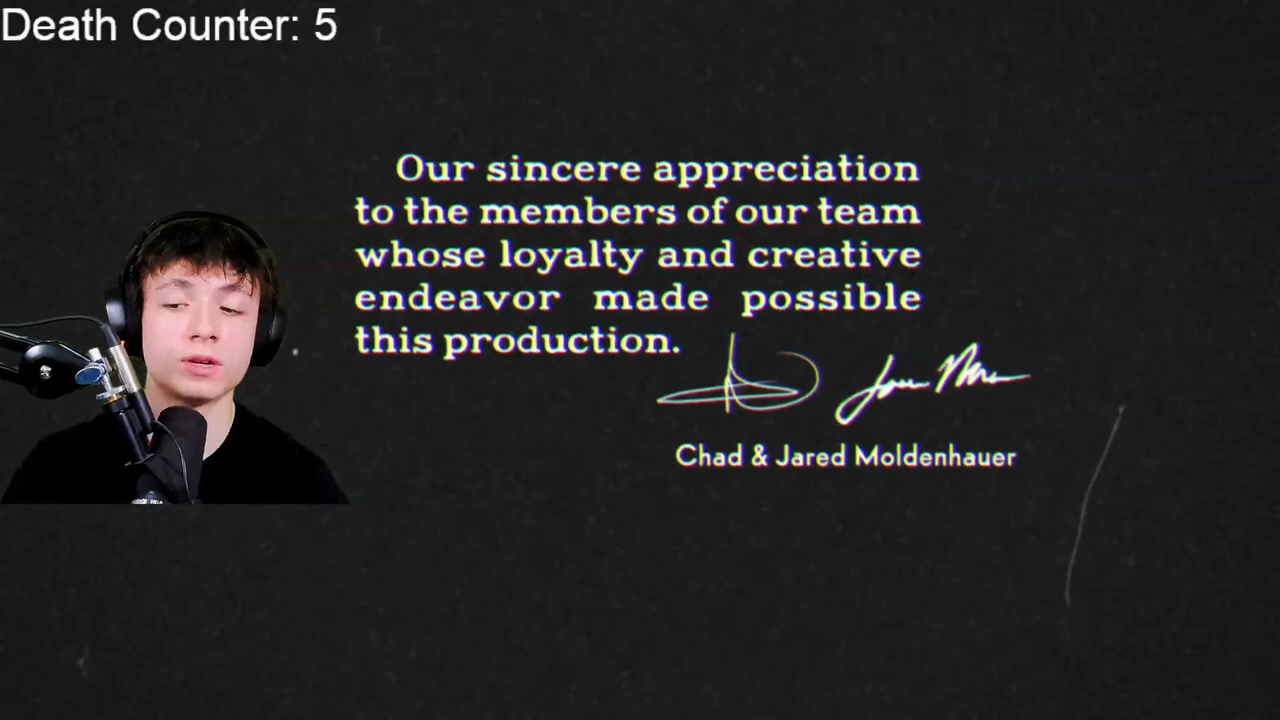 Death Counter: 5
Our sincere appreciation
to the members of our team
whose loyalty and creative
endeavor made possible
this production.
Chad & Jared Moldenhauer